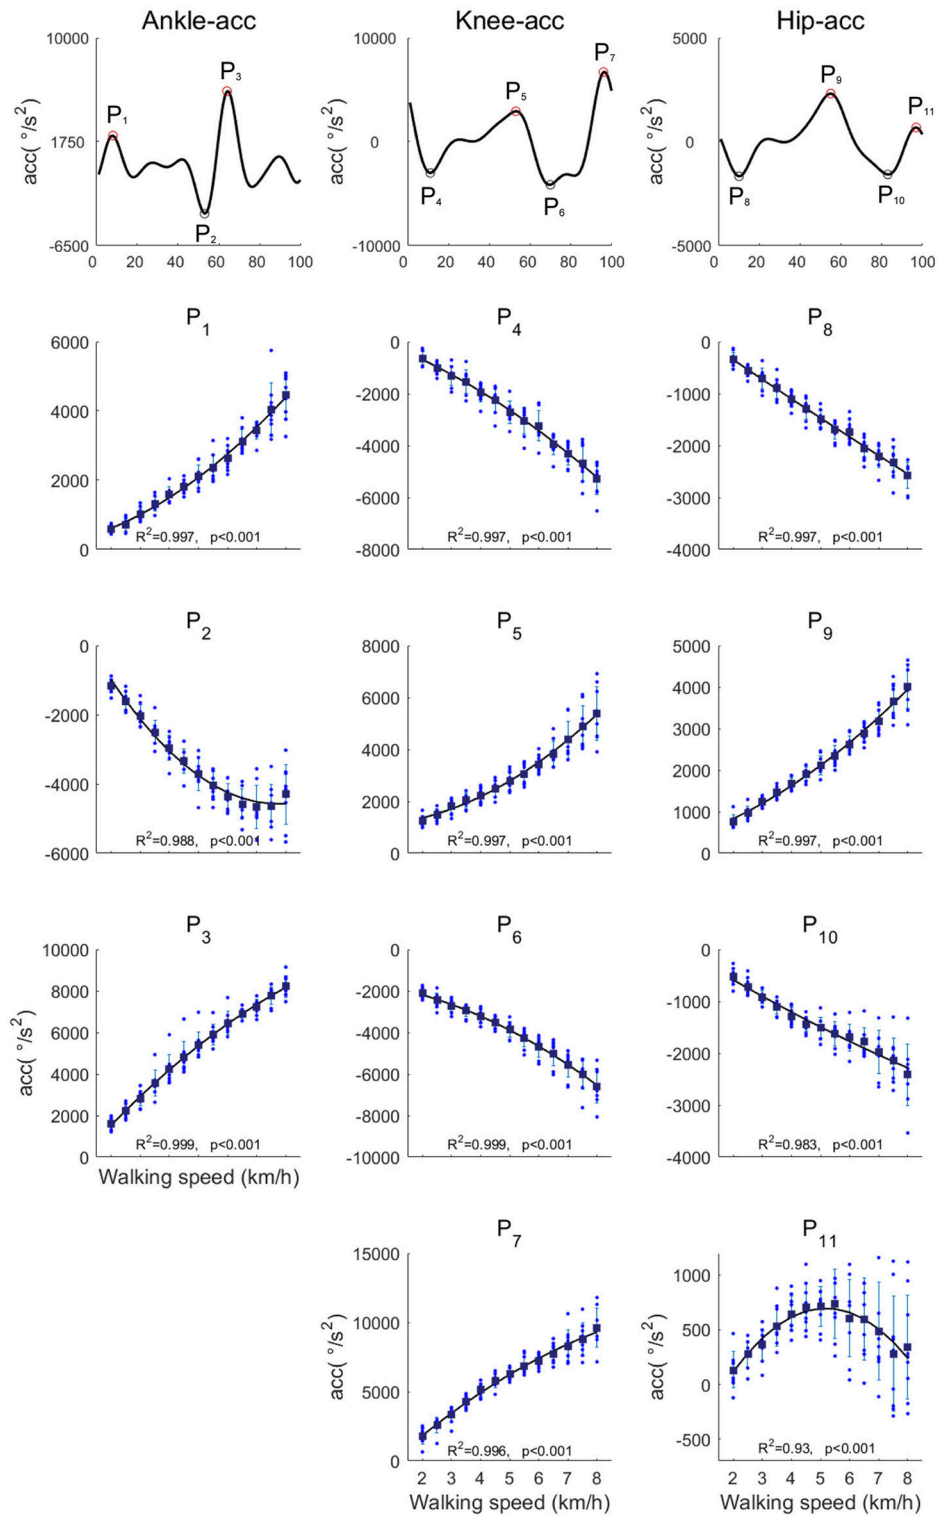 Ankle-acc Knee-acc Hip-acc
10000 10000 5000
P3 P7
P5 P9
P1 P11
acc( °/s2) 1750 0 acc( °/s2) 0
P4 P8 P10
P2 P6
-6500 -10000 -5000
0 20 40 60 80 100 0 20 40 60 80 100 0 20 40 60 80 100
P1 P4 P8
6000 0 0
4000 -2000 -1000
-4000 -2000
2000 -6000 -3000
0 -8000 -4000
R2=0.997, p<0.001 R2=0.997, p<0.001 R2=0.997, p<0.001
P2 P5 P9
0 8000 5000
-2000 6000 4000
4000 3000
-4000 2000 2000
1000
-6000 0 0
R2=0.988, p<0.001 R2=0.997, p<0.001 R2=0.997, p<0.001
P3 P6 P10
10000 0 0
8000 -2000 -1000
6000 -4000
acc( °/s2) 4000 -6000 -2000
2000 -8000 -3000
0 -10000 -4000
R2=0.999, p<0.001 R2=0.999, p<0.001 R2=0.983, p<0.001
Walking speed (km/h)
P7 P11
15000 1000
10000 500
acc( °/s2) 5000 acc( °/s2) 0
0 -500
R2=0.996, p<0.001 R2=0.93, p<0.001
2 3 4 5 6 7 8 2 3 4 5 6 7 8
Walking speed (km/h) Walking speed (km/h)